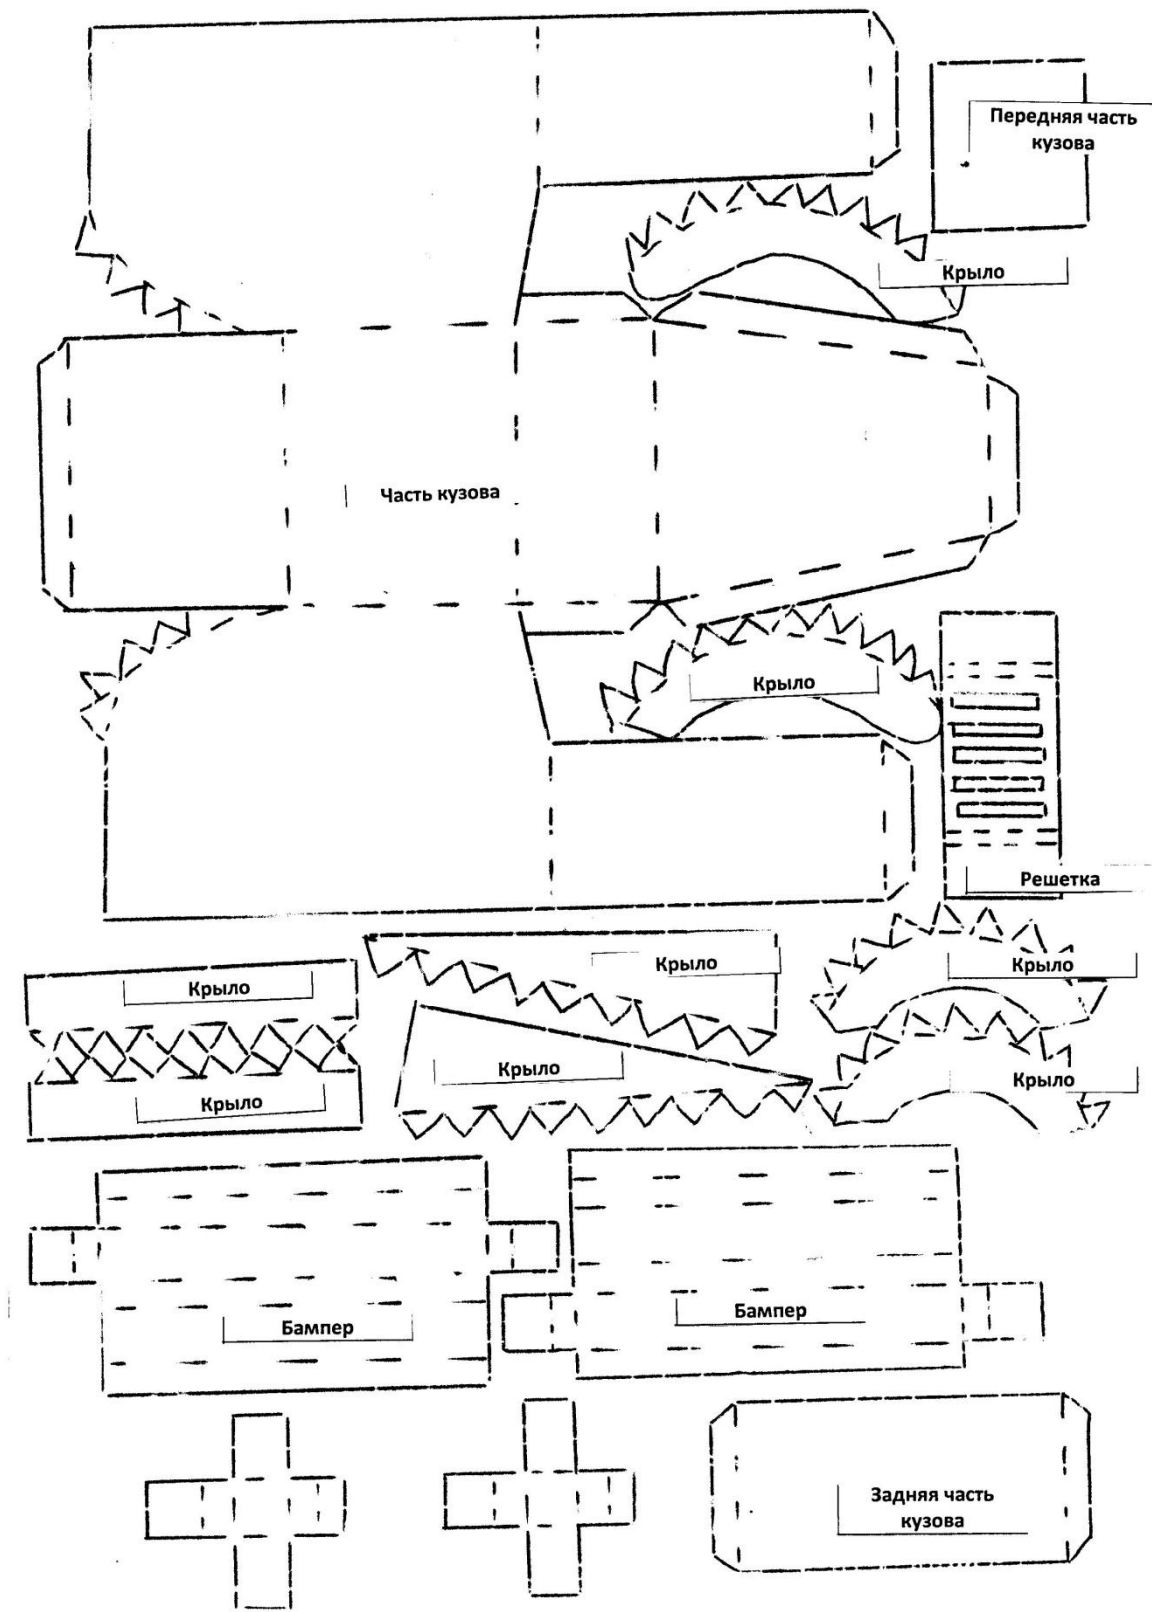 Передняя часть
кузова
Крыло
Часть кузова
Крыло
Решетка
Крыло
Крыло
Крыло
Крыло
Крыло
Крыло
Бампер
Бампер
Задняя часть
кузова